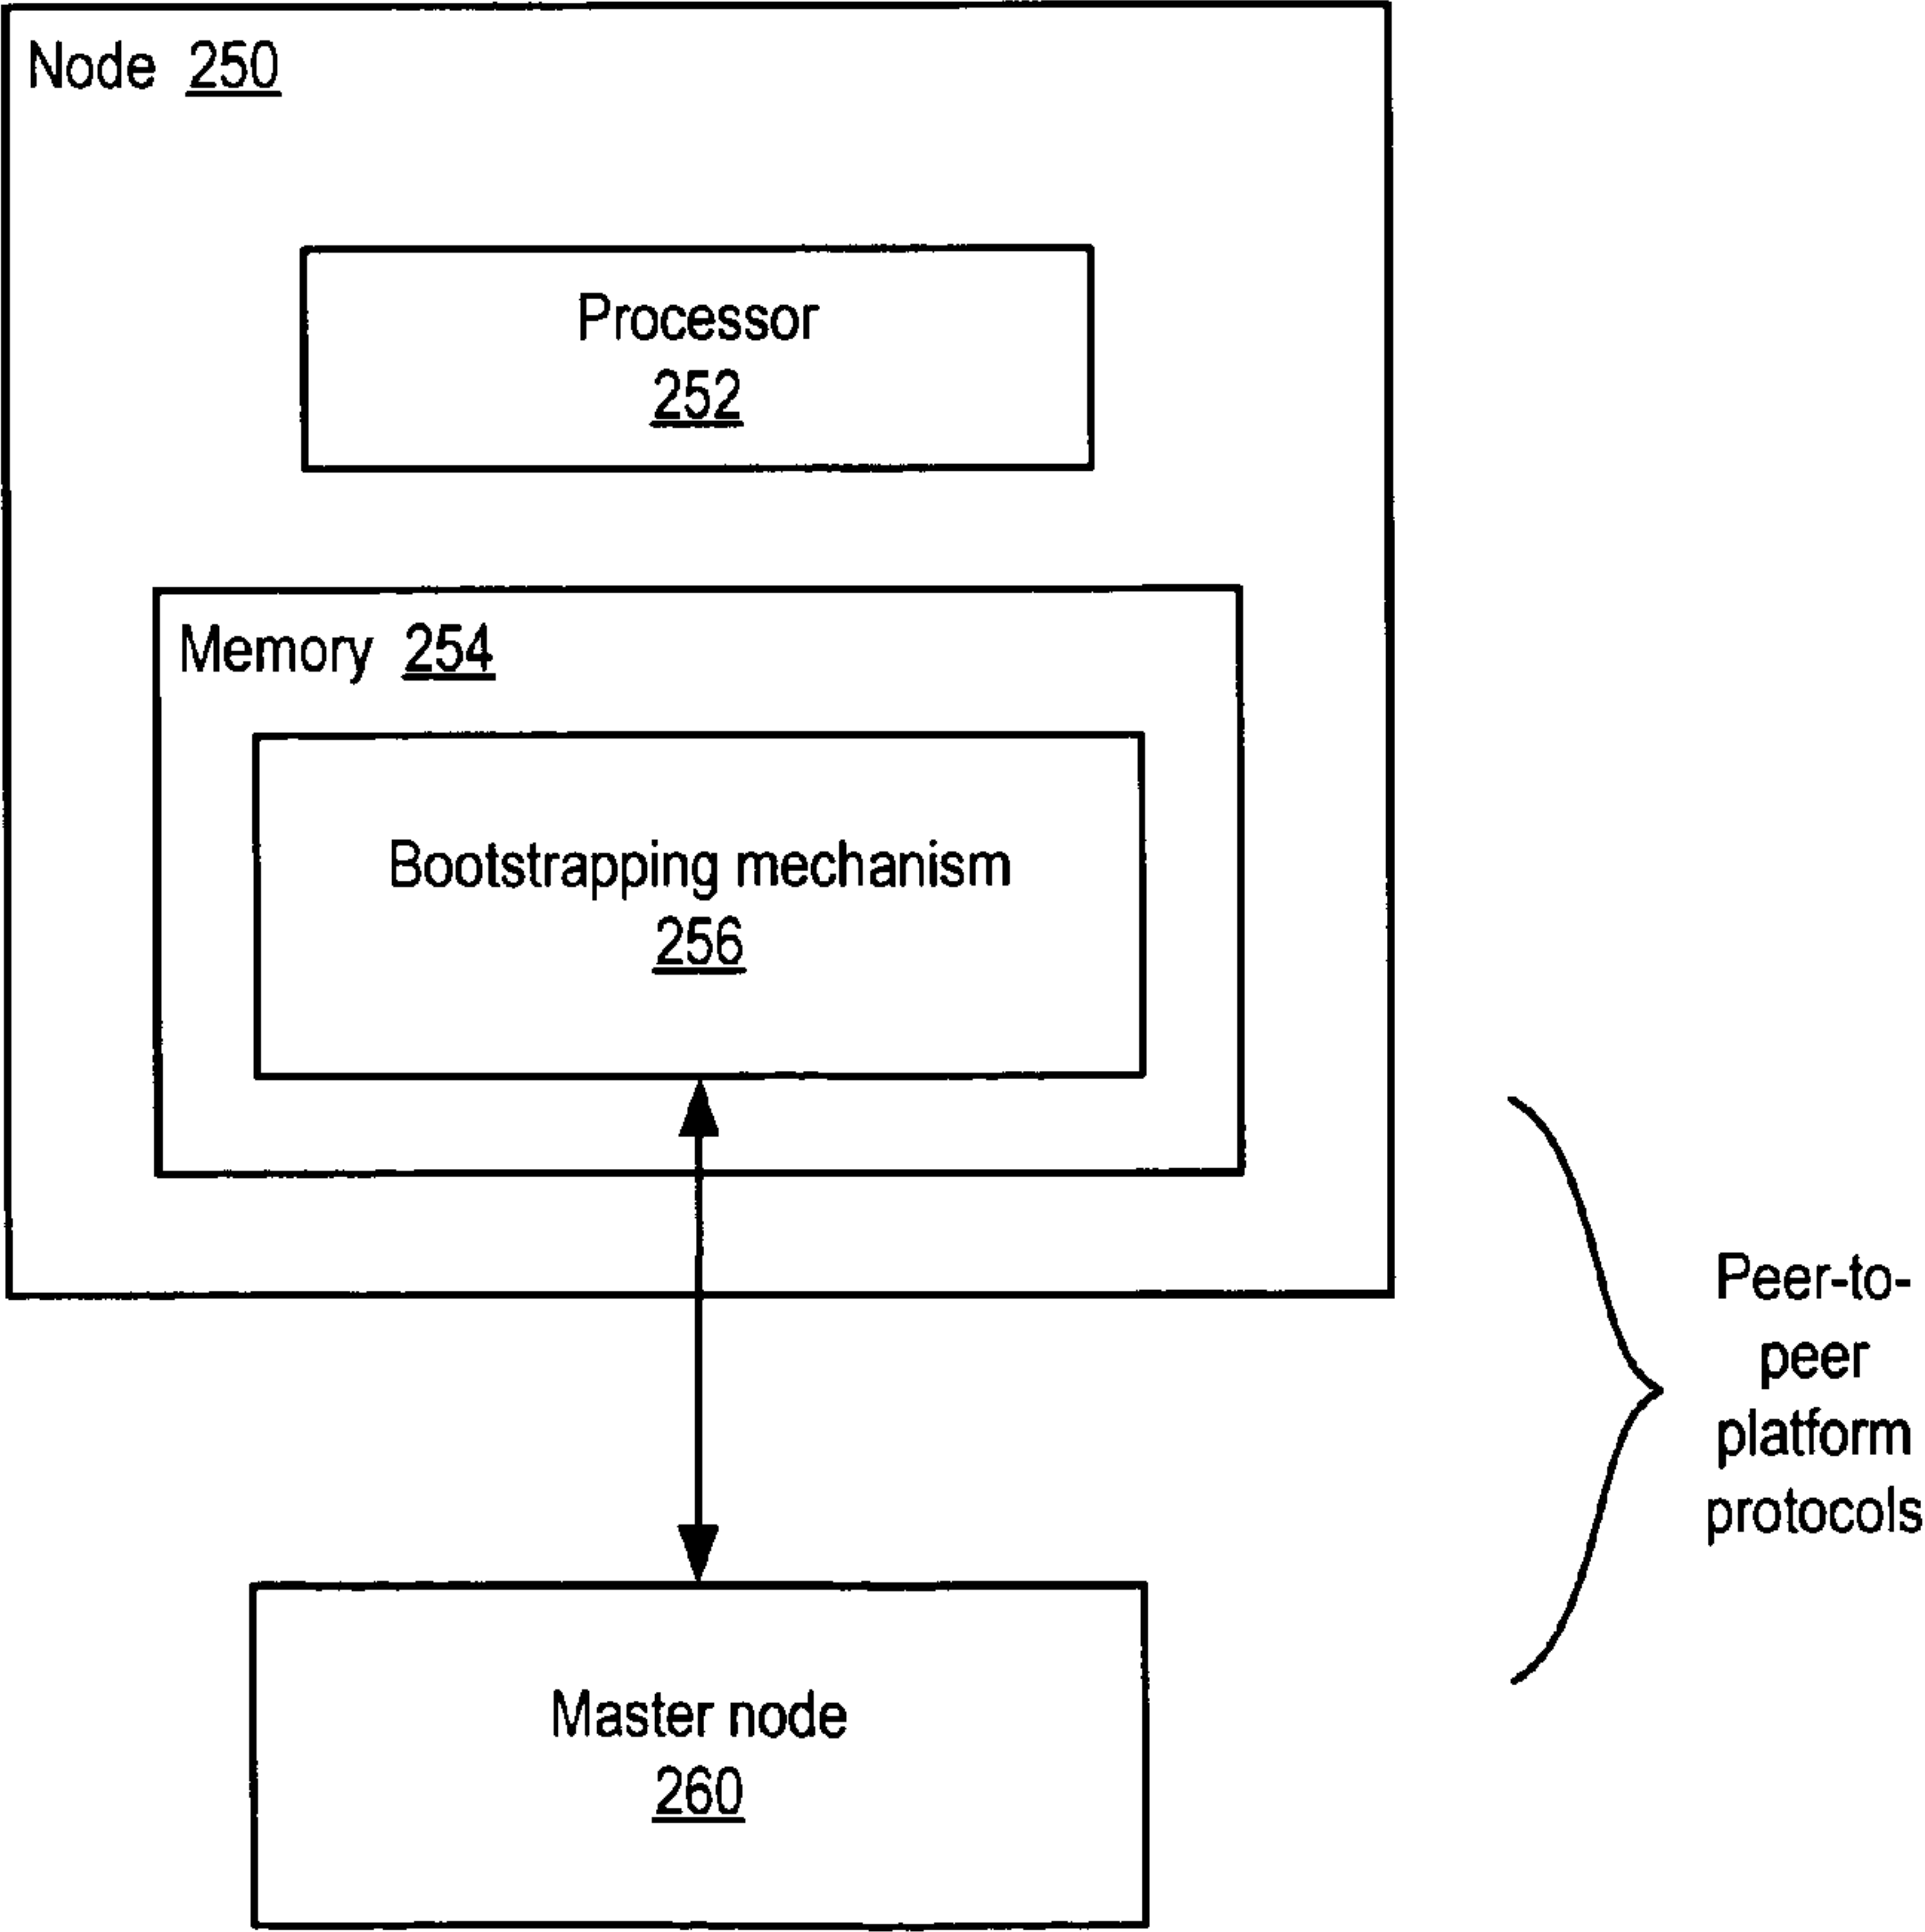 Node 250
Processor
252
Memory 254
Bootstrapping mechanism
256
Peer-to-
peer
platform
protocols
Master node
260